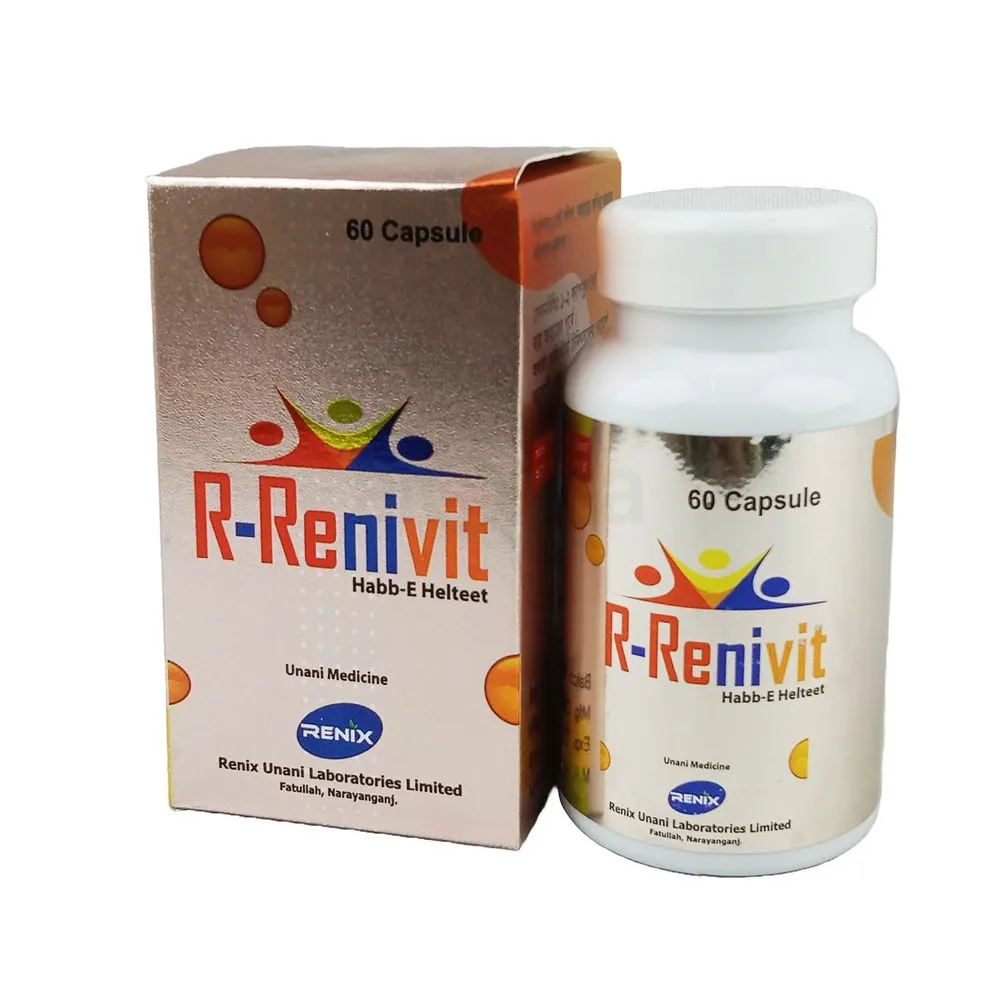 60 Capsule
R-Renivit
Habb-E Helteet
Unani Medicine
RENIX
Renix Unani Laboratories Limited
Fatullah, Narayanganj.
60 Capsule
R-Renivit
Habb-E Helteet
Unani Medicine
RENIX
Renix Unani Laboratories Limited
Fatullah, Narayanganj.